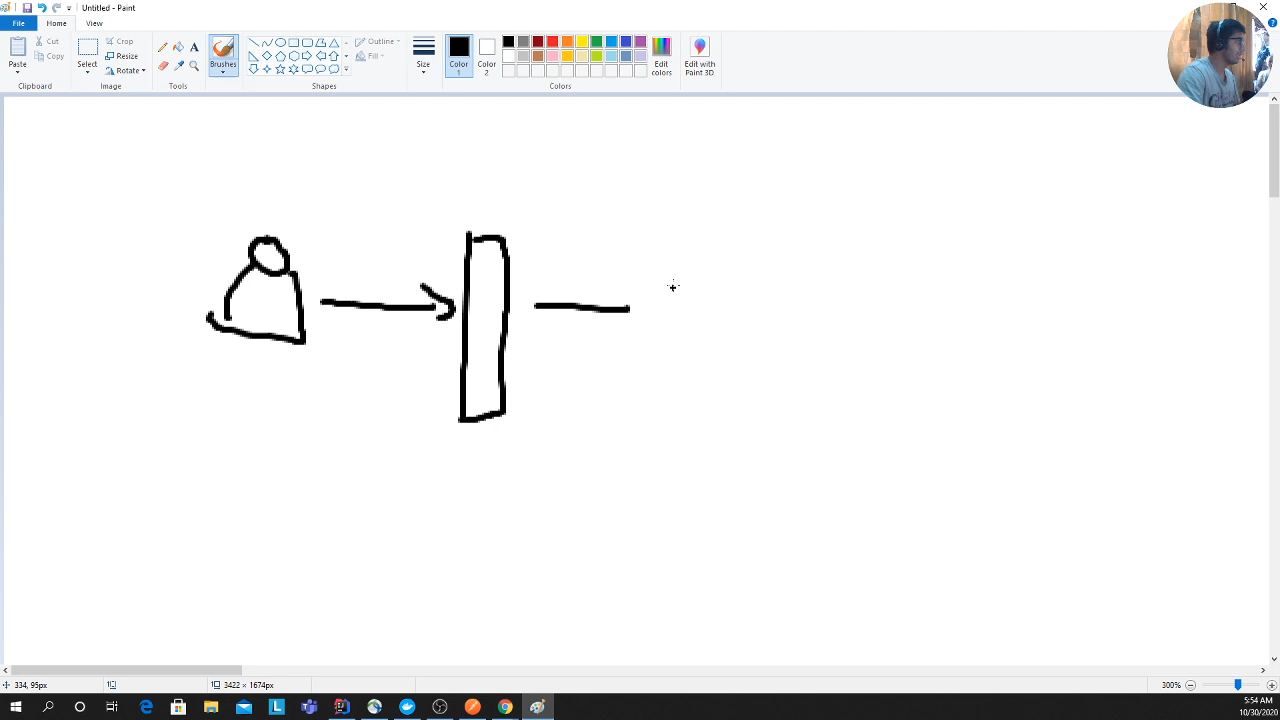 Untitled - Paint
File Home View
Paste Cut Copy Clipboard
Select Crop Resize Rotate Image
Tools
Brushes
Outline Fill Shapes
Size
Color 1
Color 2
Edit colors
Edit with Paint 3D
Colors
334, 95px
3422 × 1674px
300%
5:54 AM
10/30/2020